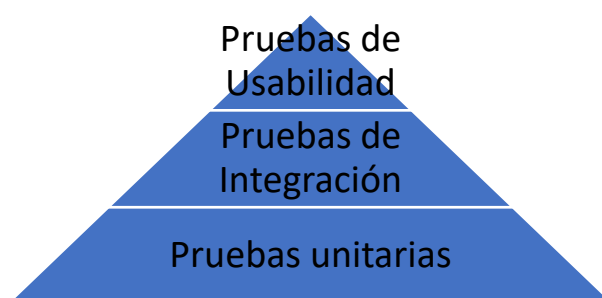 Pruebas de
Usabilidad
Pruebas de
Integración
Pruebas unitarias